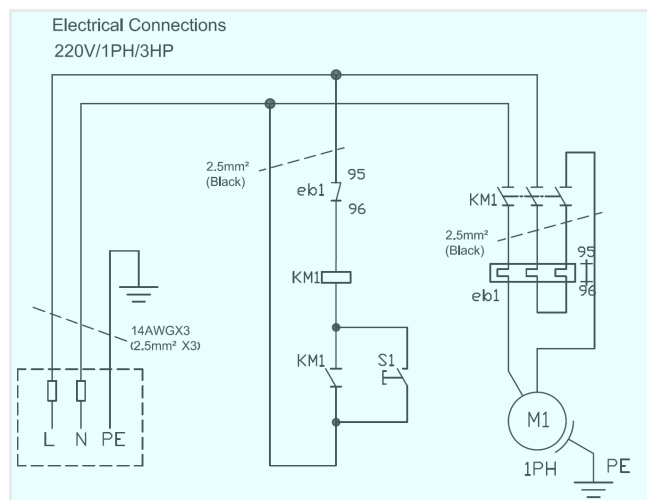 Electrical Connections
220V/1PH/3HP
2.5mm²
(Black)
95
eb1
96
KM1
2.5mm²
(Black)
95
96
eb1
KM1
14AWGX3
(2.5mm² X3)
KM1
S1
L N PE
M1
1PH
PE